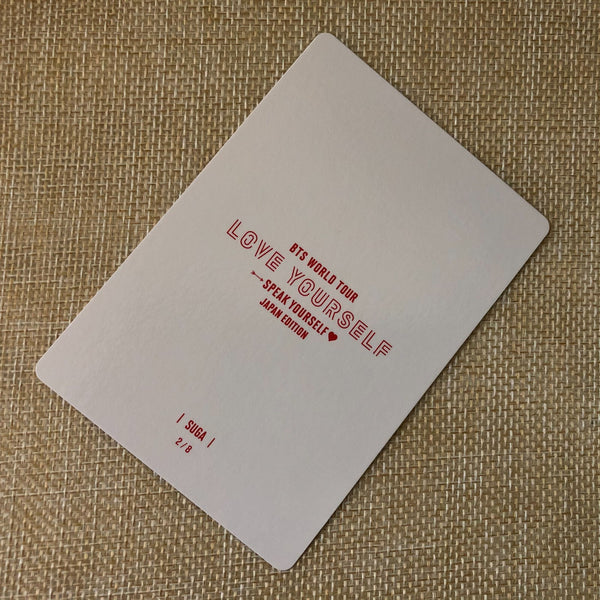 BTS WORLD TOUR
LOVE YOURSELF
SPEAK YOURSELF♥
JAPAN EDITION
| SUGA |
2/8